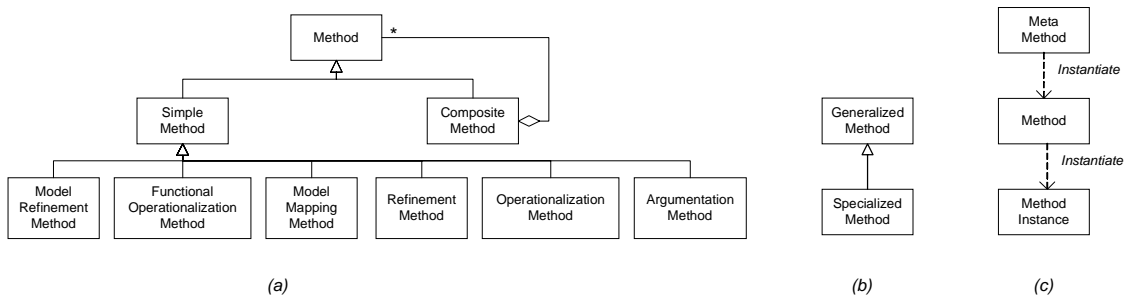 Method
*
Simple
Method
Composite
Method
Model
Refinement
Method
Functional
Operationalization
Method
Model
Mapping
Method
Refinement
Method
Operationalization
Method
Argumentation
Method
(a)
Generalized
Method
Specialized
Method
(b)
Meta
Method
Instantiate
Method
Instantiate
Method
Instance
(c)